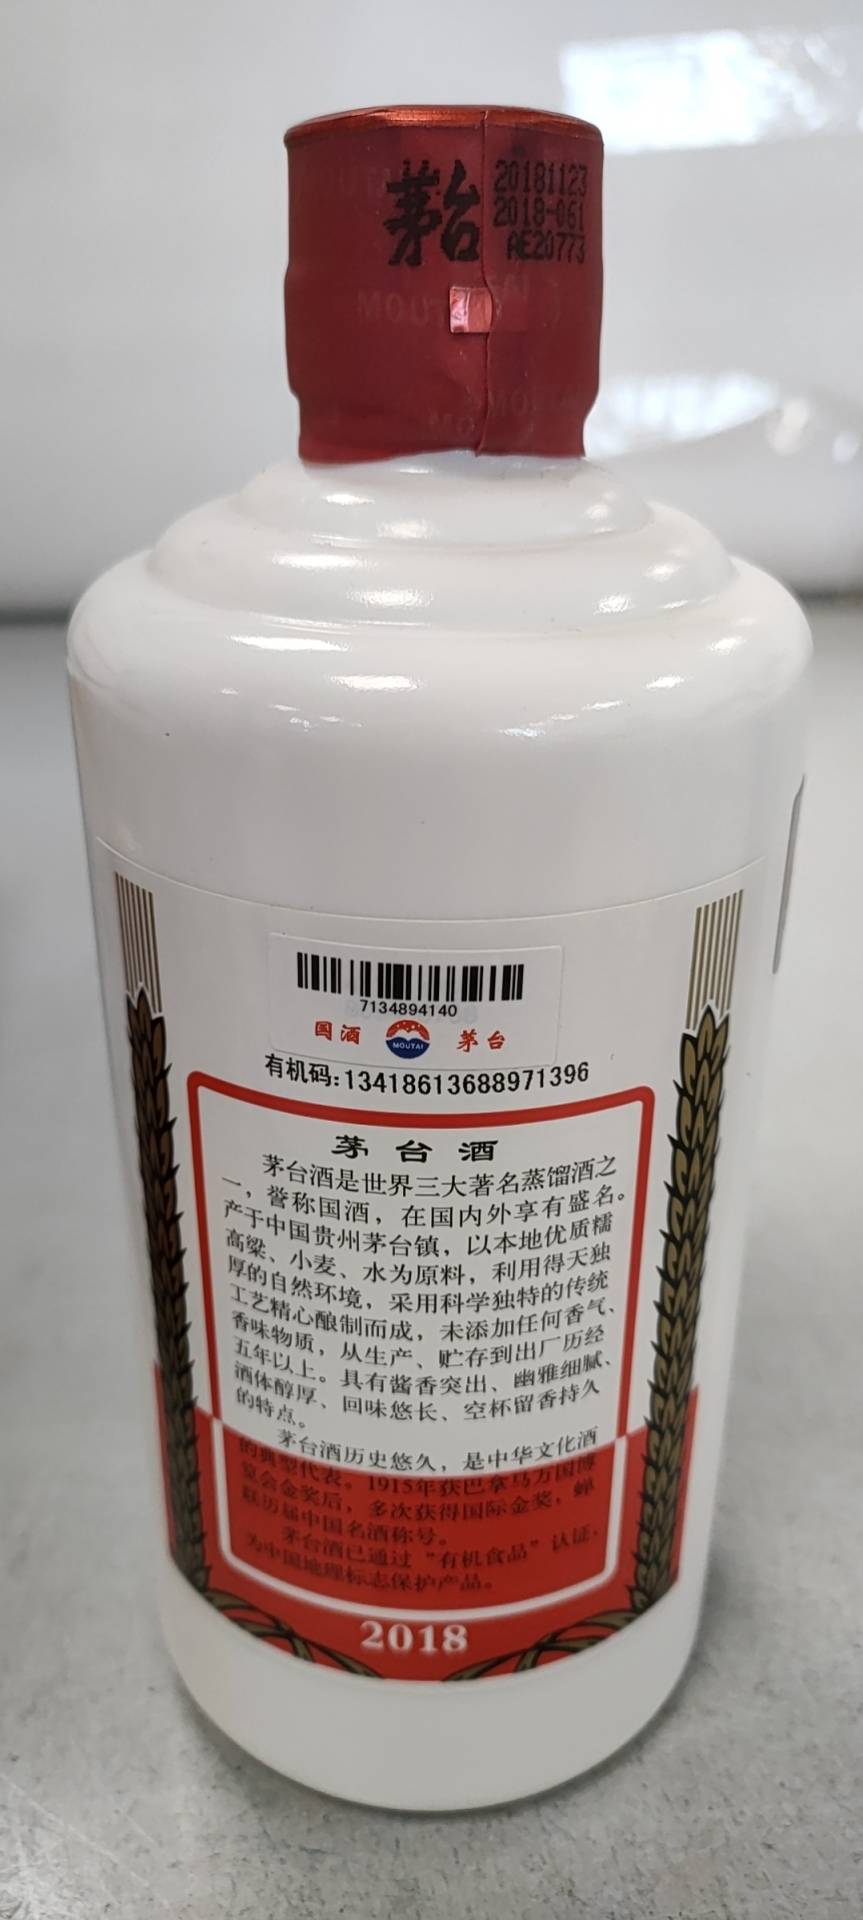 茅台
20181123
2018-061
AE20773
MOUTAI
7134894140
国酒 MOUTAI 茅台
有机码:13418613688971396
茅台酒
茅台酒是世界三大著名蒸馏酒之
一，誉称国酒，在国内外享有盛名。
产于中国贵州茅台镇，以本地优质糯
高粱、小麦、水为原料，利用得天独
厚的自然环境，采用科学独特的传统
工艺精心酿制而成，未添加任何香气、
香味物质，从生产、贮存到出厂历经
五年以上。具有酱香突出、幽雅细腻、
酒体醇厚、回味悠长、空杯留香持久
的特点。
茅台酒历史悠久，是中华文化酒
的典型代表。1915年获巴拿马万国博
览会金奖后，多次获得国际金奖，蝉
联历届中国名酒称号。
茅台酒已通过“有机食品”认证，
为中国地理标志保护产品。
2018